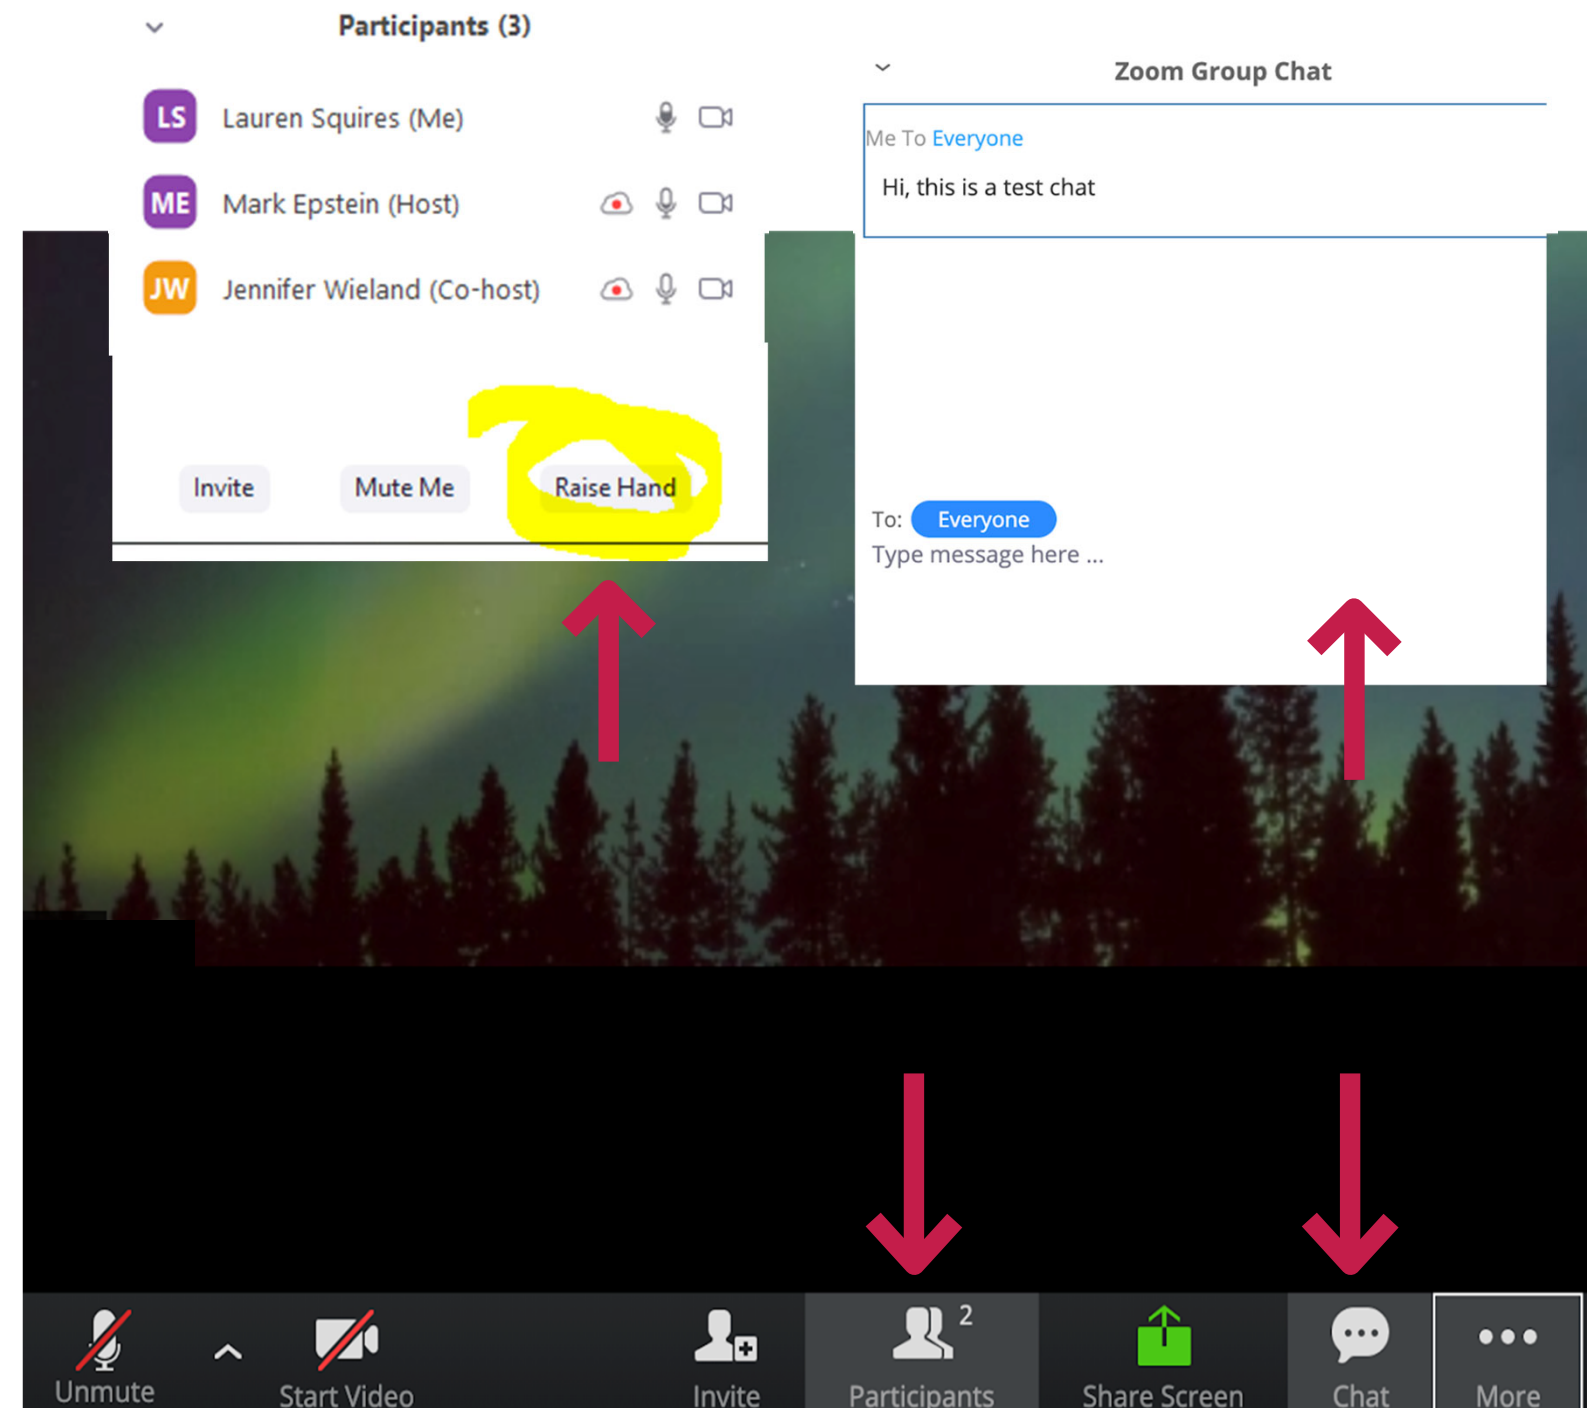 Participants (3)
LS Lauren Squires (Me)
ME Mark Epstein (Host)
JW Jennifer Wieland (Co-host)
Invite Mute Me Raise Hand
Zoom Group Chat
Me To Everyone
Hi, this is a test chat
To: Everyone
Type message here ...
2
Unmute Start Video Invite Participants Share Screen Chat More